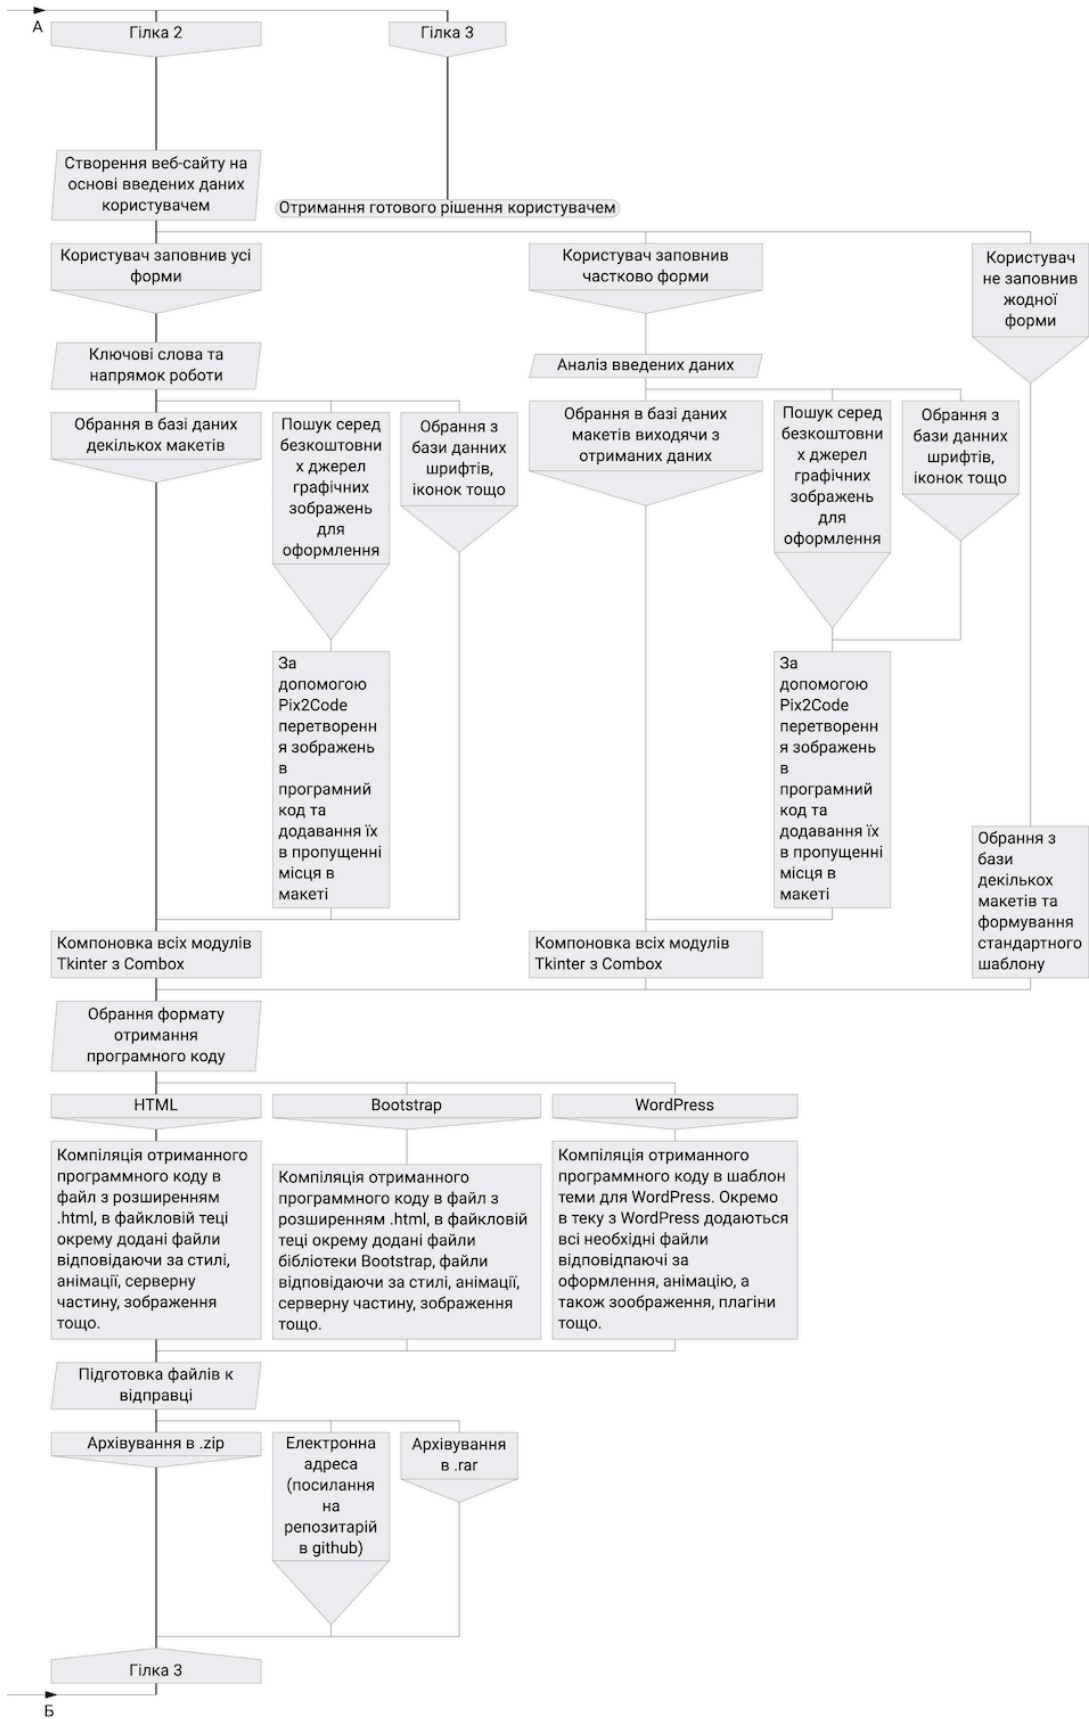 А
Гілка 2
Гілка 3
Створення веб-сайту на
основі введених даних
користувачем
Отримання готового рішення користувачем
Користувач заповнив усі
форми
Користувач заповнив
частково форми
Користувач
не заповнив
жодної
форми
Ключові слова та
напрямок роботи
Аналіз введених даних
Обрання в базі даних
декількох макетів
Пошук серед
безкоштовни
х джерел
графічних
зображень
для
оформлення
Обрання з
бази данних
шрифтів,
іконок тощо
Обрання в базі даних
макетів виходячи з
отриманих даних
Пошук серед
безкоштовни
х джерел
графічних
зображень
для
оформлення
Обрання з
бази данних
шрифтів,
іконок тощо
За
допомогою
Pix2Code
перетворенн
я зображень
в
програмний
код та
додавання їх
в пропущенні
місця в
макеті
За
допомогою
Pix2Code
перетворенн
я зображень
в
програмний
код та
додавання їх
в пропущенні
місця в
макеті
Обрання з
бази
декількох
макетів та
формування
стандартного
шаблону
Компоновка всіх модулів
Tkinter з Combox
Компоновка всіх модулів
Tkinter з Combox
Обрання формату
отримання
програмного коду
HTML
Bootstrap
WordPress
Компіляція отриманного
программного коду в
файл з розширенням
.html, в файкловій теці
окрему додані файли
відповідаючи за стилі,
анімації, серверну
частину, зображення
тощо.
Компіляція отриманного
программного коду в файл з
розширенням .html, в файкловій
теці окрему додані файли
бібліотеки Bootstrap, файли
відповідаючи за стилі, анімації,
серверну частину, зображення
тощо.
Компіляція отриманного
программного коду в шаблон
теми для WordPress. Окремо
в теку з WordPress додаються
всі необхідні файли
відповідпаючі за
оформлення, анімацію, а
також зоображення, плагіни
тощо.
Підготовка файлів к
відправці
Архівування в .zip
Електронна
адреса
(посилання
на
репозитарій
в github)
Архівування
в .rar
Гілка 3
Б